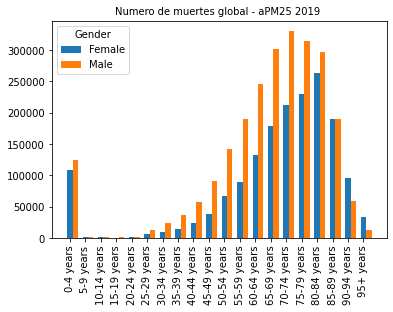 Numero de muertes global - aPM25 2019
Gender
Female
Male
300000
250000
200000
150000
100000
50000
0
0-4 years
5-9 years
10-14 years
15-19 years
20-24 years
25-29 years
30-34 years
35-39 years
40-44 years
45-49 years
50-54 years
55-59 years
60-64 years
65-69 years
70-74 years
75-79 years
80-84 years
85-89 years
90-94 years
95+ years